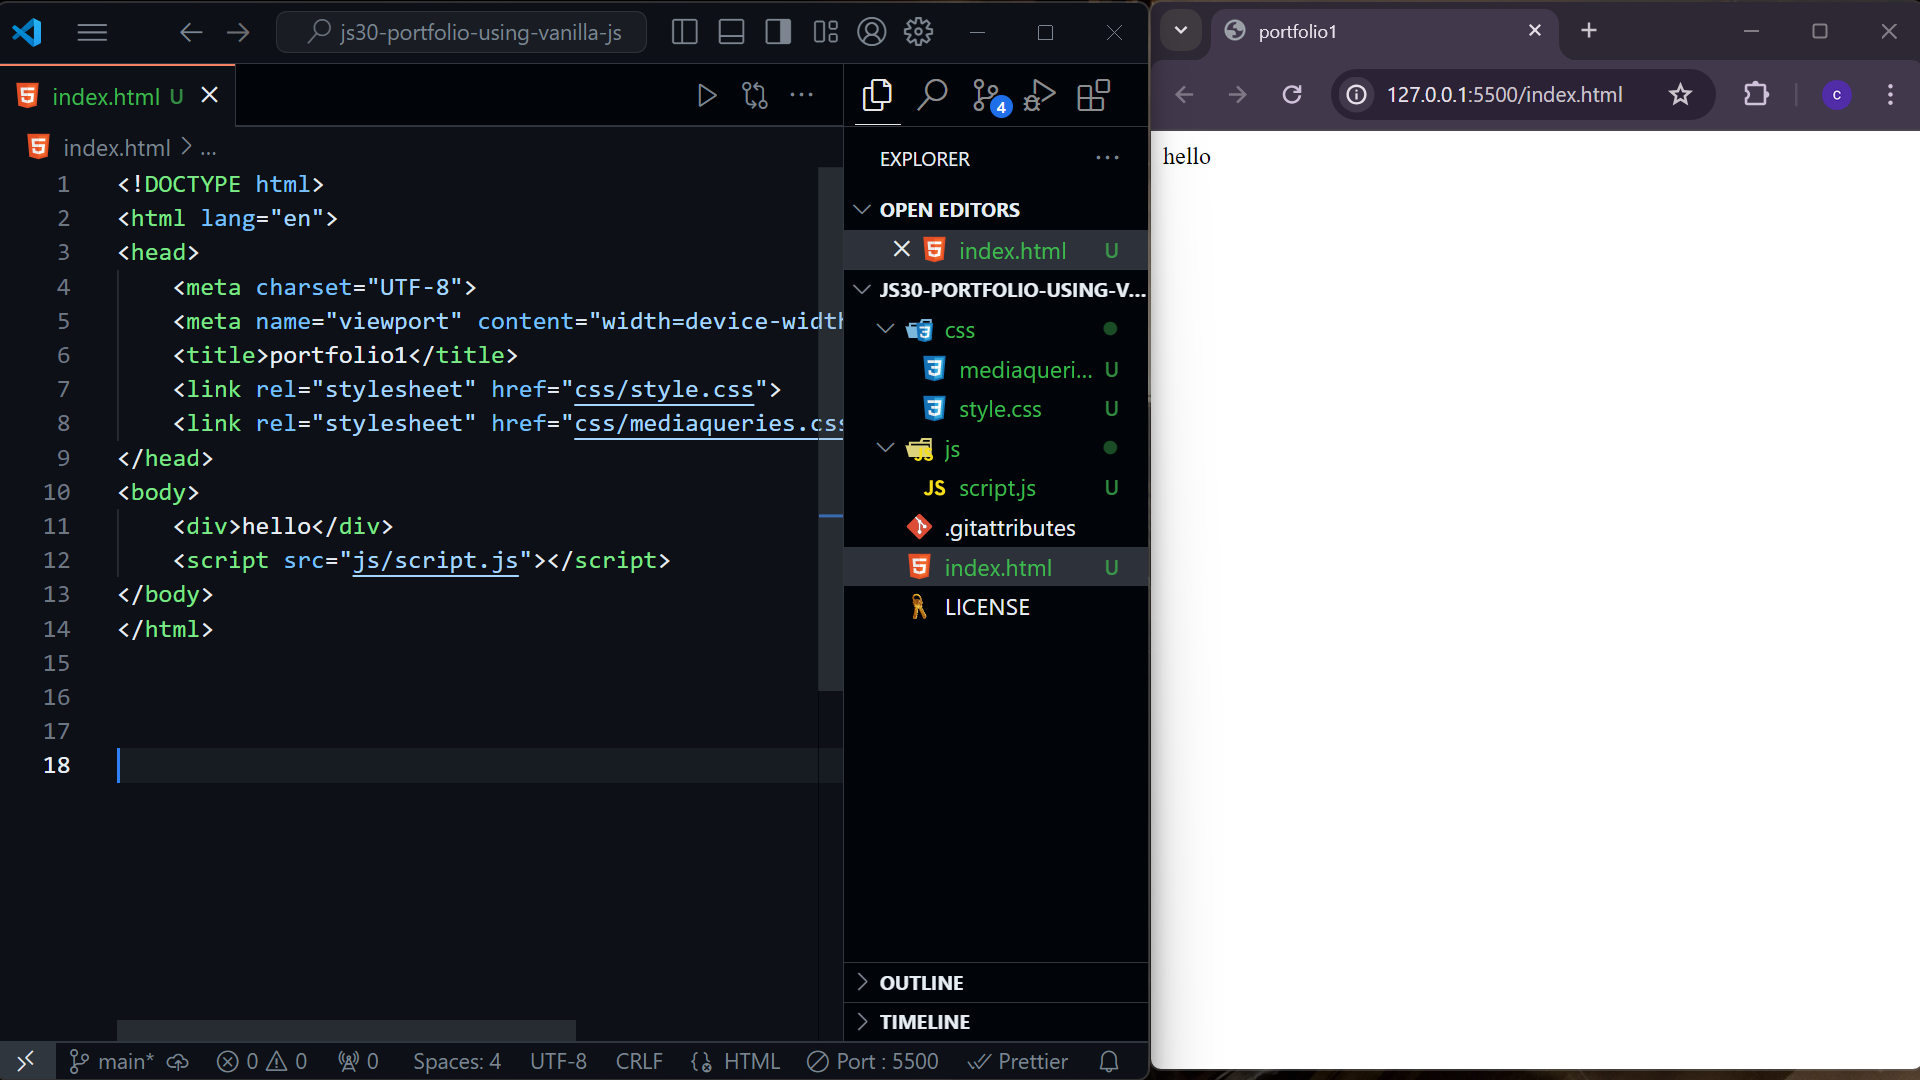 js30-portfolio-using-vanilla-js
index.html U
index.html > ...
1 <!DOCTYPE html>
2 <html lang="en">
3 <head>
4     <meta charset="UTF-8">
5     <meta name="viewport" content="width=device-width
6     <title>portfolio1</title>
7     <link rel="stylesheet" href="css/style.css">
8     <link rel="stylesheet" href="css/mediaqueries.css
9 </head>
10 <body>
11     <div>hello</div>
12     <script src="js/script.js"></script>
13 </body>
14 </html>
15
16
17
18
4
EXPLORER
OPEN EDITORS
index.html U
JS30-PORTFOLIO-USING-V...
css
mediaqueri... U
style.css U
js
JS script.js U
.gitattributes
index.html U
LICENSE
OUTLINE
TIMELINE
main* 0 0 0 Spaces: 4 UTF-8 CRLF HTML Port : 5500 Prettier
portfolio1
127.0.0.1:5500/index.html
c
hello